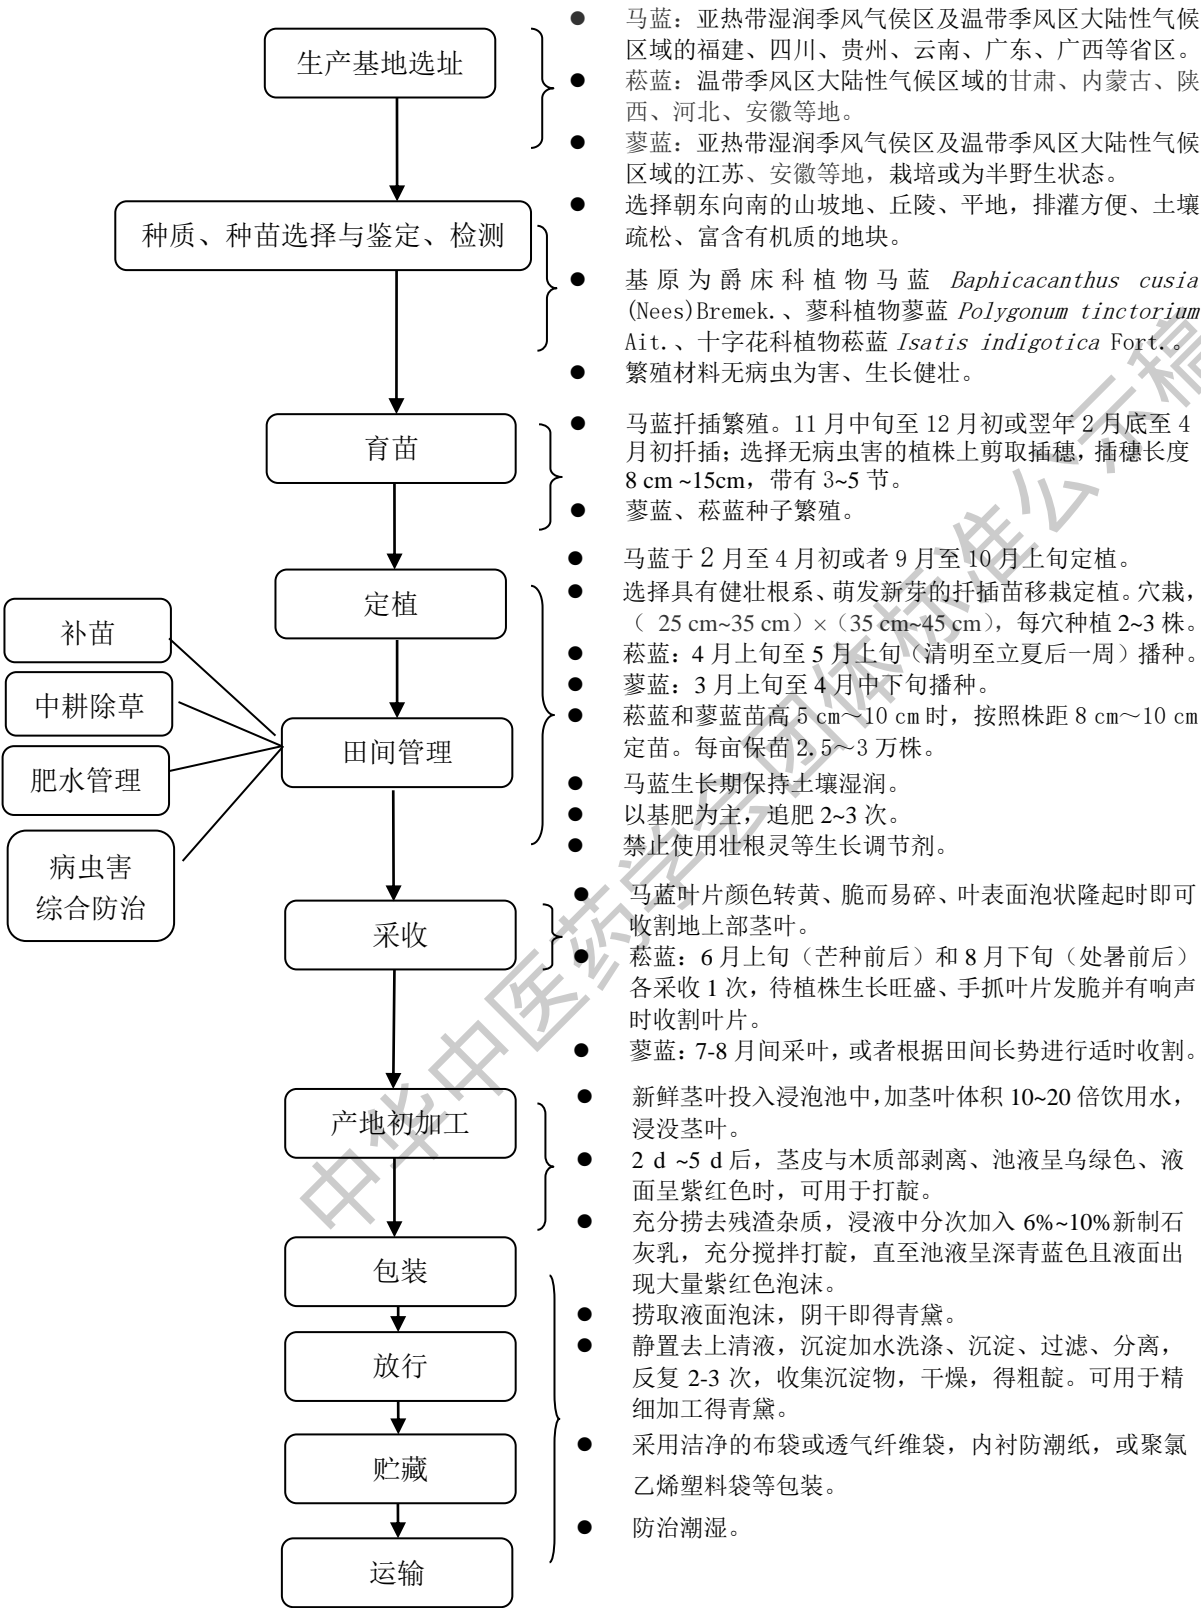 生产基地选址
种质、种苗选择与鉴定、检测
育苗
定植
补苗
中耕除草
肥水管理
病虫害
综合防治
田间管理
采收
产地初加工
包装
放行
贮藏
运输
● 马蓝：亚热带湿润季风气侯区及温带季风区大陆性气候
区域的福建、四川、贵州、云南、广东、广西等省区。
● 菘蓝：温带季风区大陆性气候区域的甘肃、内蒙古、陕
西、河北、安徽等地。
● 蓼蓝：亚热带湿润季风气侯区及温带季风区大陆性气候
区域的江苏、安徽等地，栽培或为半野生状态。
● 选择朝东向南的山坡地、丘陵、平地，排灌方便、土壤
疏松、富含有机质的地块。
● 基原为爵床科植物马蓝 Baphicacanthus cusia
(Nees)Bremek.、蓼科植物蓼蓝 Polygonum tinctorium
Ait.、十字花科植物菘蓝 Isatis indigotica Fort.。
● 繁殖材料无病虫为害、生长健壮。
● 马蓝扦插繁殖。11 月中旬至 12 月初或翌年 2 月底至 4
月初扦插；选择无病虫害的植株上剪取插穗，插穗长度
8 cm ~15cm，带有 3~5 节。
● 蓼蓝、菘蓝种子繁殖。
● 马蓝于 2 月至 4 月初或者 9 月至 10 月上旬定植。
● 选择具有健壮根系、萌发新芽的扦插苗移栽定植。穴栽，
（ 25 cm~35 cm）×（35 cm~45 cm），每穴种植 2~3 株。
● 菘蓝：4 月上旬至 5 月上旬（清明至立夏后一周）播种。
● 蓼蓝：3 月上旬至 4 月中下旬播种。
● 菘蓝和蓼蓝苗高 5 cm～10 cm 时，按照株距 8 cm～10 cm
定苗。每亩保苗 2.5～3 万株。
● 马蓝生长期保持土壤湿润。
● 以基肥为主，追肥 2~3 次。
● 禁止使用壮根灵等生长调节剂。
● 马蓝叶片颜色转黄、脆而易碎、叶表面泡状隆起时即可
收割地上部茎叶。
● 菘蓝：6 月上旬（芒种前后）和 8 月下旬（处暑前后）
各采收 1 次，待植株生长旺盛、手抓叶片发脆并有响声
时收割叶片。
● 蓼蓝：7-8 月间采叶，或者根据田间长势进行适时收割。
● 新鲜茎叶投入浸泡池中，加茎叶体积 10~20 倍饮用水，
浸没茎叶。
● 2 d ~5 d 后，茎皮与木质部剥离、池液呈乌绿色、液
面呈紫红色时，可用于打靛。
● 充分捞去残渣杂质，浸液中分次加入 6%~10%新制石
灰乳，充分搅拌打靛，直至池液呈深青蓝色且液面出
现大量紫红色泡沫。
● 捞取液面泡沫，阴干即得青黛。
● 静置去上清液，沉淀加水洗涤、沉淀、过滤、分离，
反复 2-3 次，收集沉淀物，干燥，得粗靛。可用于精
细加工得青黛。
● 采用洁净的布袋或透气纤维袋，内衬防潮纸，或聚氯
乙烯塑料袋等包装。
● 防治潮湿。
中华中医药学会团体标准公示稿